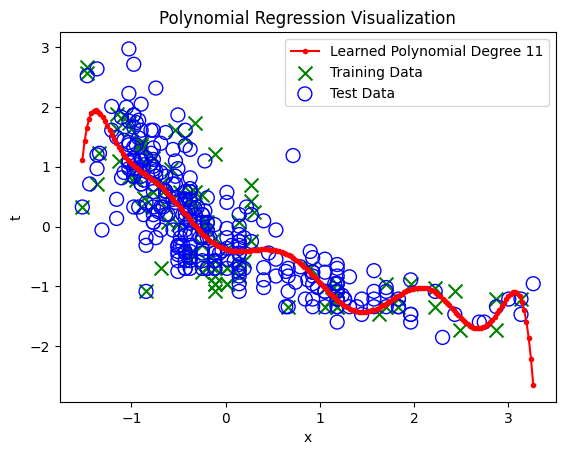 Polynomial Regression Visualization
Learned Polynomial Degree 11
Training Data
Test Data
3
2
1
0
−1
−2
t
−1
0
1
2
3
x